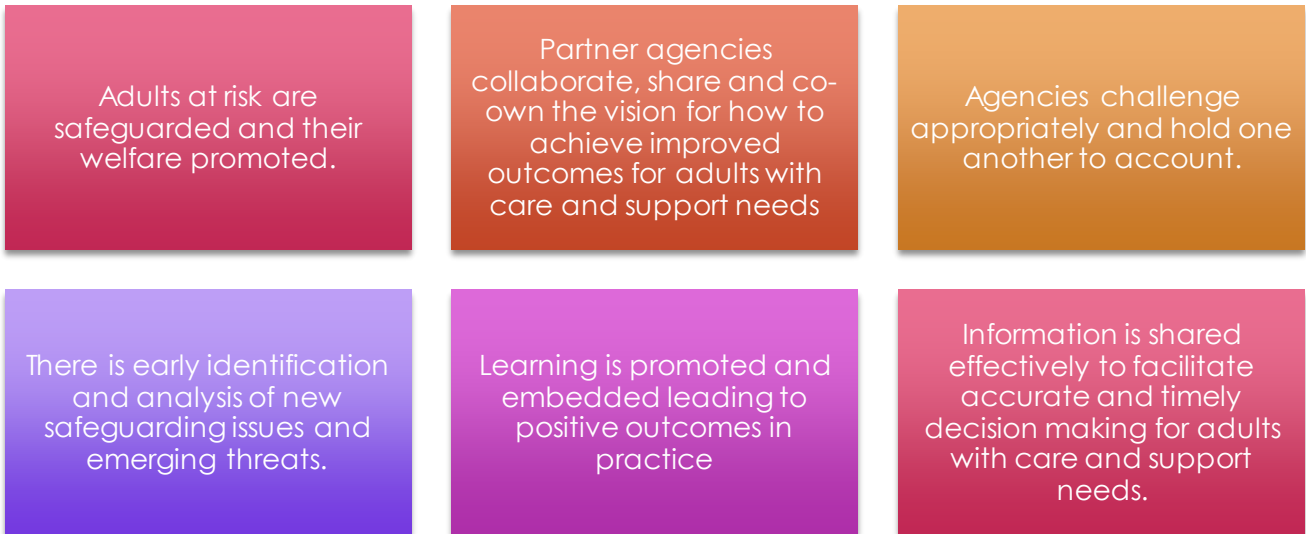 Adults at risk are
safeguarded and their
welfare promoted.
Partner agencies
collaborate, share and co-
own the vision for how to
achieve improved
outcomes for adults with
care and support needs
Agencies challenge
appropriately and hold one
another to account.
There is early identification
and analysis of new
safeguarding issues and
emerging threats.
Learning is promoted and
embedded leading to
positive outcomes in
practice
Information is shared
effectively to facilitate
accurate and timely
decision making for adults
with care and support
needs.